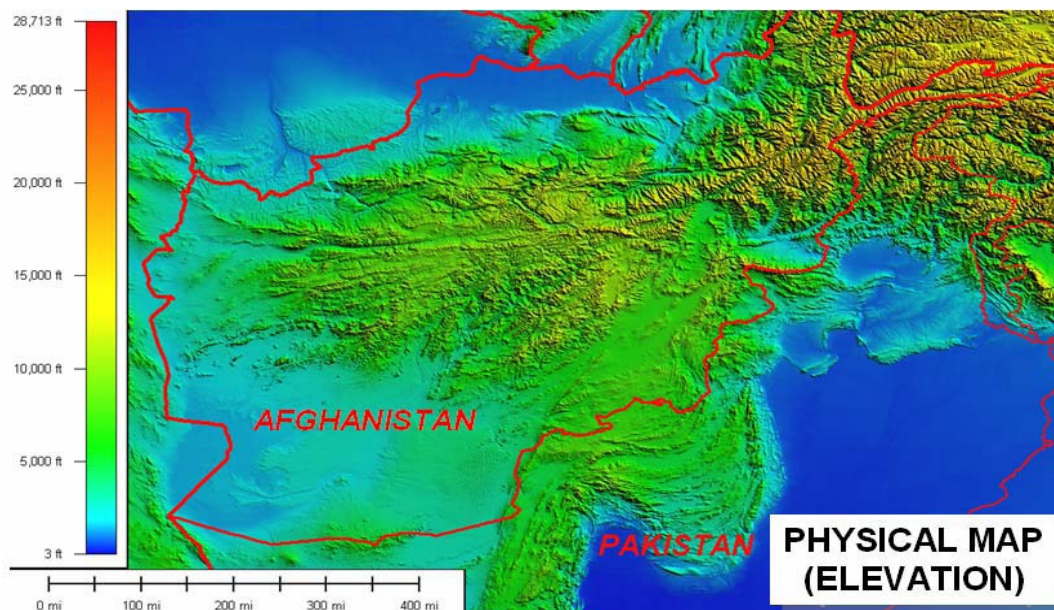 28,713 ft
25,000 ft
20,000 ft
15,000 ft
10,000 ft
5,000 ft
3 ft
AFGHANISTAN
PAKISTAN
PHYSICAL MAP
(ELEVATION)
0 mi 100 mi 200 mi 300 mi 400 mi